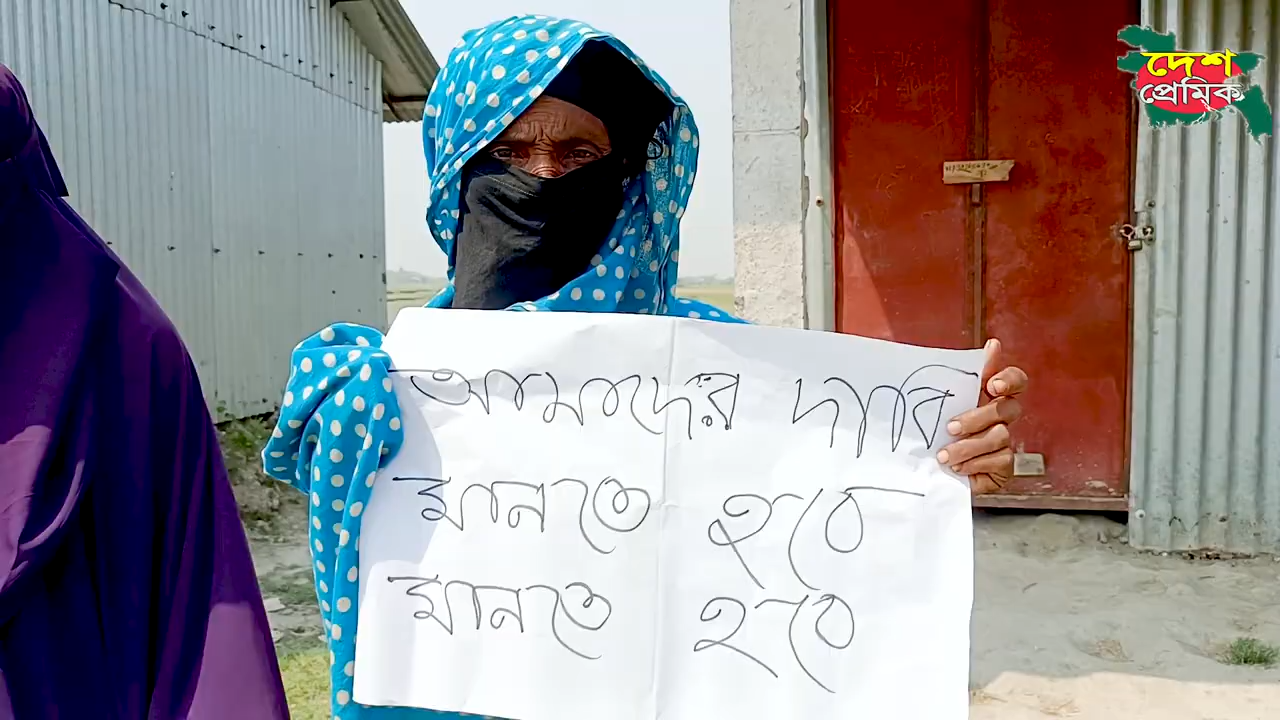 দেশ
প্রেমিক
আমাদের দাবি
মানতে হবে
মানতে হবে